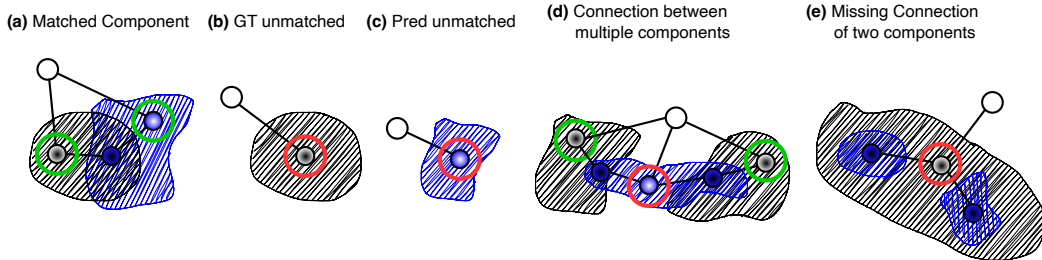 (a) Matched Component
(b) GT unmatched
(c) Pred unmatched
(d) Connection between
multiple components
(e) Missing Connection
of two components